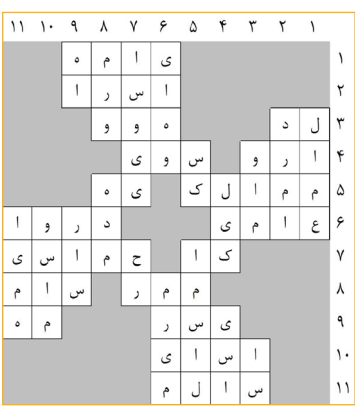 ۱ ۲ ۳ ۴ ۵ ۶ ۷ ۸ ۹ ۱۰ ۱۱
۱ ی ا م ه
۲ ا س ر ا
۳ ل د ه و و
۴ ا ر و س و ی
۵ م م ا ل ک ی ه
۶ ع ا م ی د ر و ا
۷ ک ا ح م ا س ی
۸ م م ر س ا م
۹ ی س ر م ه
۱۰ ا س ا ی
۱۱ س ا ل م